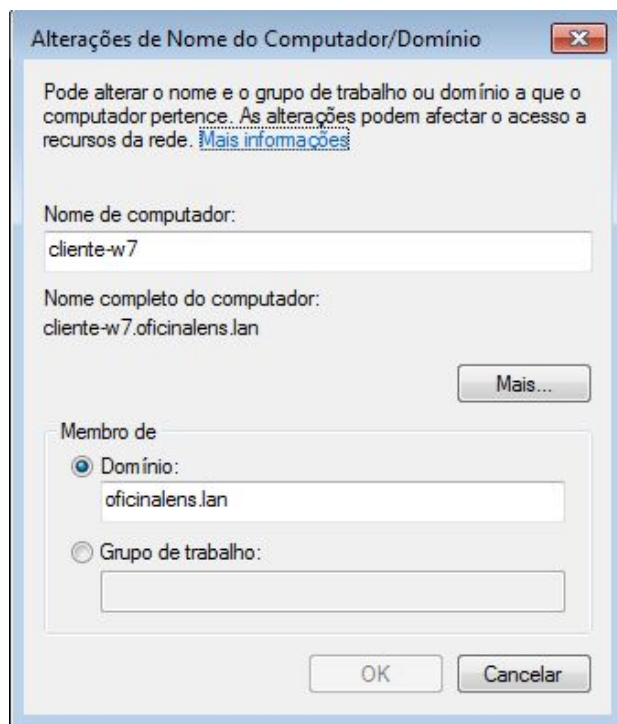 Alterações de Nome do Computador/Domínio
Pode alterar o nome e o grupo de trabalho ou domínio a que o
computador pertence. As alterações podem afectar o acesso a
recursos da rede. Mais informações
Nome de computador:
cliente-w7
Nome completo do computador:
cliente-w7.oficinalens.lan
Mais...
Membro de
Domínio:
oficinalens.lan
Grupo de trabalho:
OK Cancelar